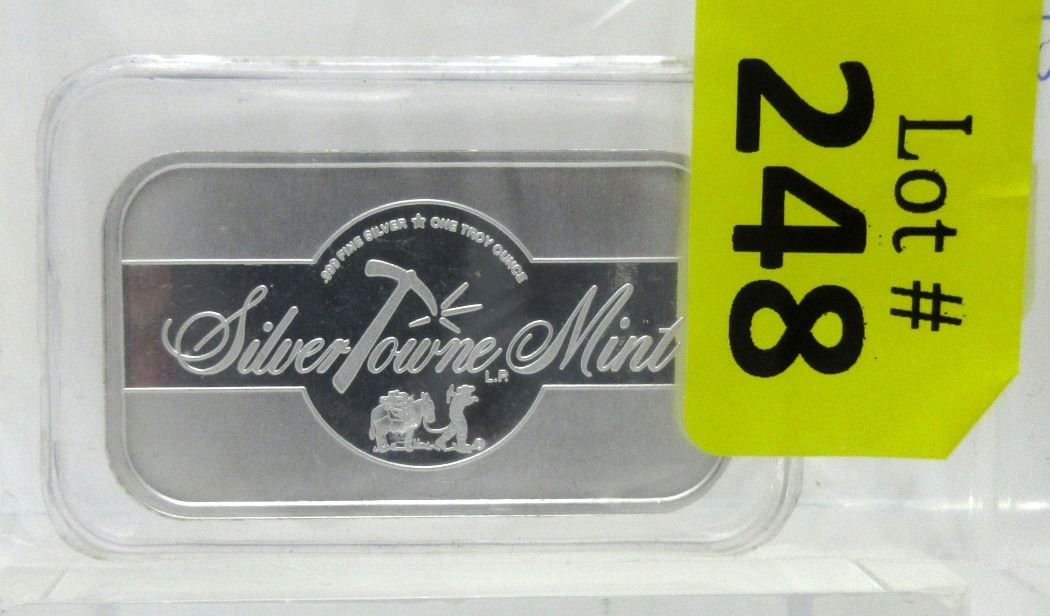 .999 FINE SILVER ★ ONE TROY OUNCE
SilverTowne Mint
L.P.
Lot #
248